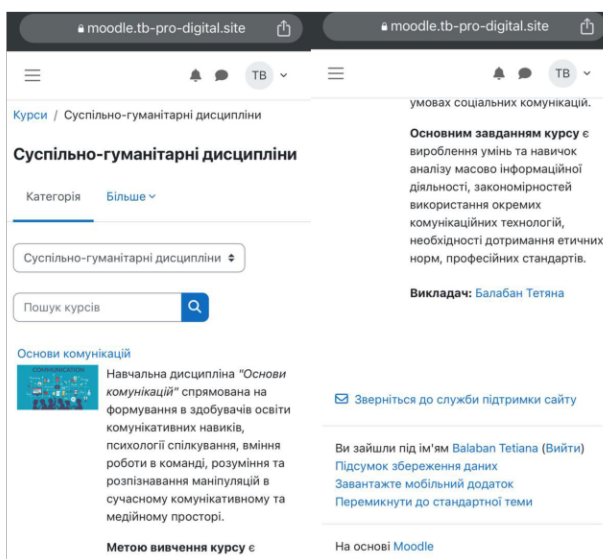 moodle.tb-pro-digital.site
ТВ
Курси / Суспільно-гуманітарні дисципліни
Суспільно-гуманітарні дисципліни
Категорія Більше
Суспільно-гуманітарні дисципліни
Пошук курсів
Основи комунікацій
COMMUNICATION
Навчальна дисципліна "Основи
комунікацій" спрямована на
формування в здобувачів освіти
комунікативних навиків,
психології спілкування, вміння
роботи в команді, розуміння та
розпізнавання маніпуляцій в
сучасному комунікативному та
медійному просторі.
Метою вивчення курсу є
moodle.tb-pro-digital.site
ТВ
умовах соціальних комунікацій.
Основним завданням курсу є
вироблення умінь та навичок
аналізу масово інформаційної
діяльності, закономірностей
використання окремих
комунікаційних технологій,
необхідності дотримання етичних
норм, професійних стандартів.
Викладач: Балабан Тетяна
Зверніться до служби підтримки сайту
Ви зайшли під ім'ям Balaban Tetiana (Вийти)
Підсумок збереження даних
Завантажте мобільний додаток
Перемикнути до стандартної теми
На основі Moodle